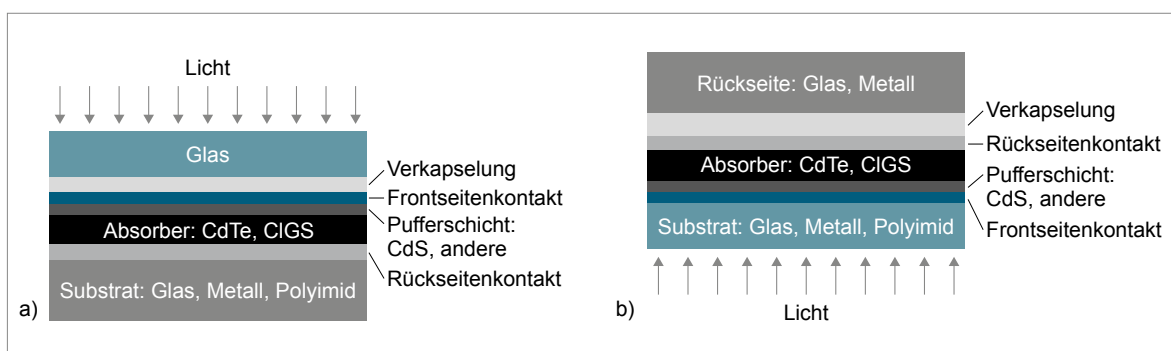 Licht
Glas
Verkapselung
Frontseitenkontakt
Pufferschicht:
CdS, andere
Absorber: CdTe, CIGS
Rückseitenkontakt
Substrat: Glas, Metall, Polyimid
a)
Rückseite: Glas, Metall
Verkapselung
Rückseitenkontakt
Absorber: CdTe, CIGS
Pufferschicht:
CdS, andere
Substrat: Glas, Metall, Polyimid
Frontseitenkontakt
b)
Licht